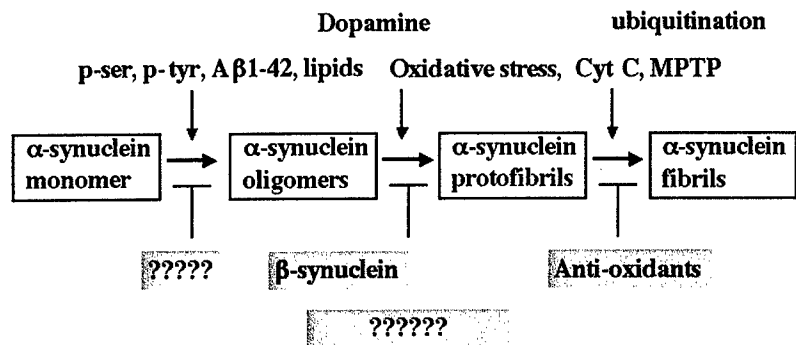 Dopamine ubiquitination
p-ser, p-tyr, Aβ1-42, lipids Oxidative stress, Cyt C, MPTP
α-synuclein α-synuclein α-synuclein α-synuclein
monomer oligomers protofibrils fibrils
????? β-synuclein Anti-oxidants
??????